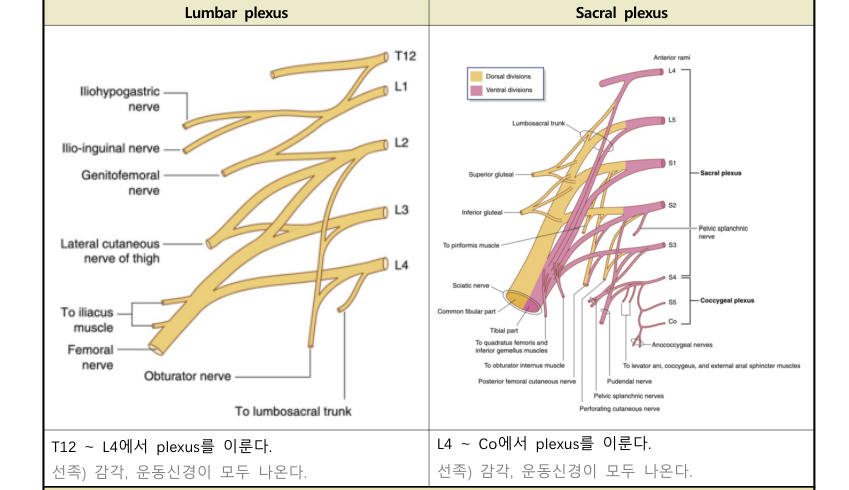 Lumbar plexus
T12
L1
Iliohypogastric
nerve
L2
Ilio-inguinal nerve
Genitofemoral
nerve
L3
Lateral cutaneous
nerve of thigh
L4
To iliacus
muscle
Femoral
nerve
Obturator nerve
To lumbosacral trunk
T12 ~ L4에서 plexus를 이룬다.
선족) 감각, 운동신경이 모두 나온다.
Sacral plexus
Anterior rami
Dorsal divisions
Ventral divisions
L4
Lumbosacral trunk
L5
S1
Superior gluteal
Sacral plexus
S2
Inferior gluteal
Pelvic splanchnic
nerve
To piriformis muscle
S3
S4
Sciatic nerve
Coccygeal plexus
S5
Common fibular part
Co
Tibial part
To quadratus femoris and
inferior gemellus muscles
Anococcygeal nerves
To obturator internus muscle
To levator ani, coccygeus, and external anal sphincter muscles
Posterior femoral cutaneous nerve
Pudendal nerve
Pelvic splanchnic nerves
Perforating cutaneous nerve
L4 ~ Co에서 plexus를 이룬다.
선족) 감각, 운동신경이 모두 나온다.